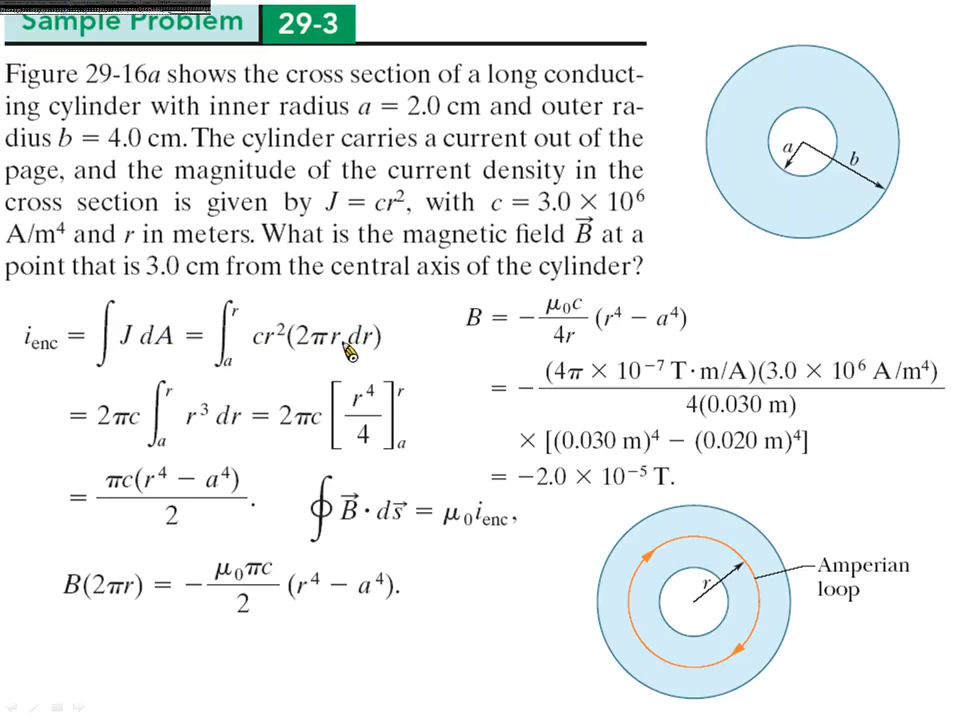 Sample Problem 29-3
Figure 29-16a shows the cross section of a long conduct-
ing cylinder with inner radius a = 2.0 cm and outer ra-
dius b = 4.0 cm. The cylinder carries a current out of the
page, and the magnitude of the current density in the
cross section is given by J = cr², with c = 3.0 × 10⁶
A/m⁴ and r in meters. What is the magnetic field B⃗ at a
point that is 3.0 cm from the central axis of the cylinder?
a
b
i_enc = ∫ J dA = ∫_a^r cr²(2πr dr)
= 2πc ∫_a^r r³ dr = 2πc [r⁴/4]_a^r
= πc(r⁴ − a⁴)/2.
∮ B⃗ · ds⃗ = μ₀i_enc,
B(2πr) = − μ₀πc/2 (r⁴ − a⁴).
B = − μ₀c/4r (r⁴ − a⁴)
= − (4π × 10⁻⁷ T·m/A)(3.0 × 10⁶ A/m⁴)/4(0.030 m)
× [(0.030 m)⁴ − (0.020 m)⁴]
= −2.0 × 10⁻⁵ T.
r
Amperian
loop